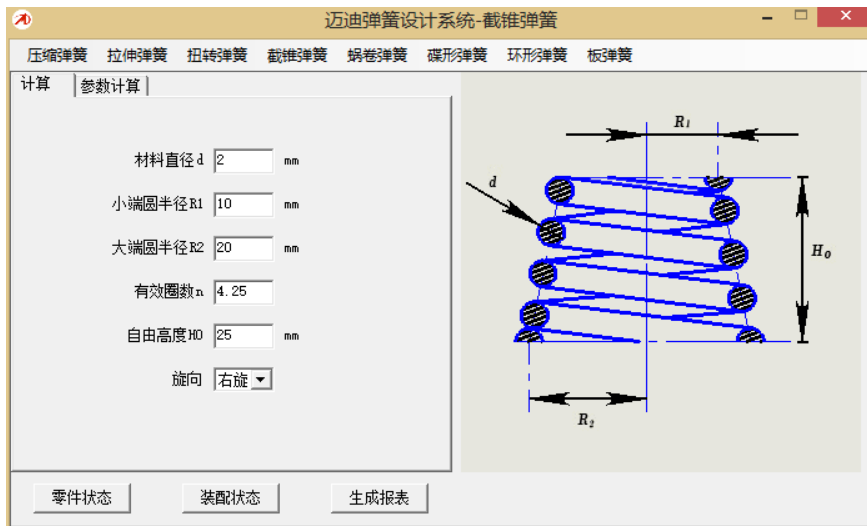 迈迪弹簧设计系统-截锥弹簧
压缩弹簧 拉伸弹簧 扭转弹簧 截锥弹簧 蜗卷弹簧 碟形弹簧 环形弹簧 板弹簧
计算 参数计算
材料直径d 2 mm
小端圆半径R1 10 mm
大端圆半径R2 20 mm
有效圈数n 4.25
自由高度H0 25 mm
旋向 右旋
零件状态 装配状态 生成报表
R1
d
H0
R2